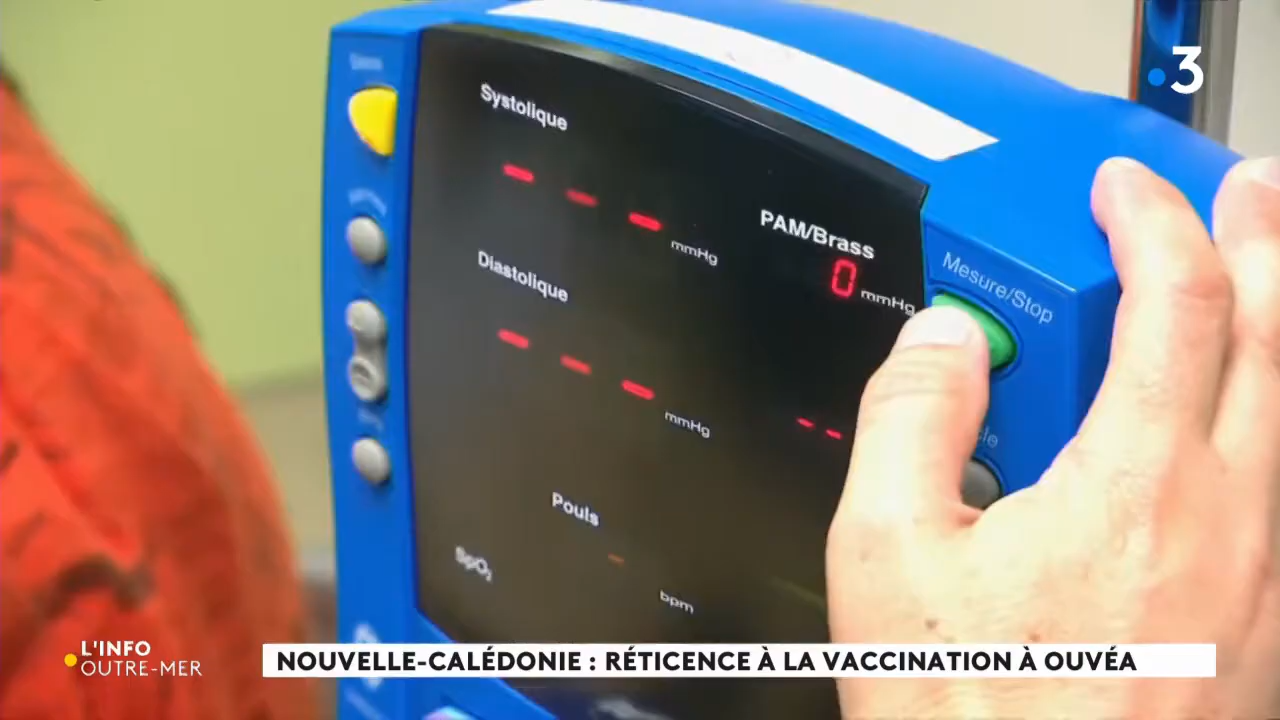 3
Systolique
- - -
mmHg
PAM/Brass
0 mmHg
Mesure/Stop
Diastolique
- - -
mmHg
- -
Pouls
-
SpO₂
bpm
L'INFO
OUTRE-MER
NOUVELLE-CALÉDONIE : RÉTICENCE À LA VACCINATION À OUVÉA